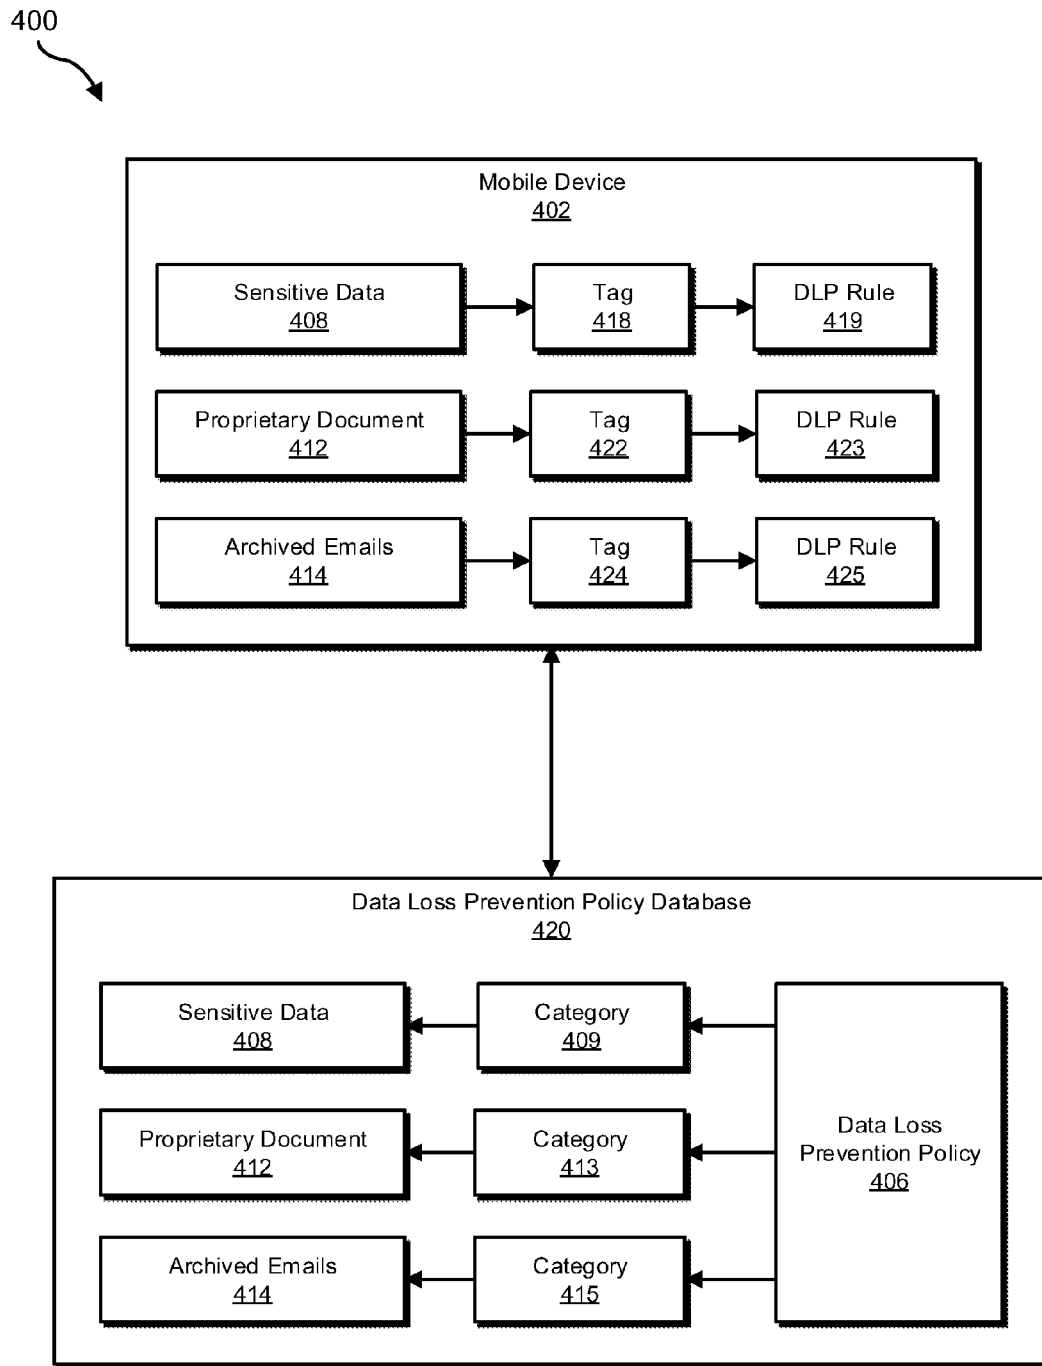 400
Mobile Device
402
Sensitive Data
408
Tag
418
DLP Rule
419
Proprietary Document
412
Tag
422
DLP Rule
423
Archived Emails
414
Tag
424
DLP Rule
425
Data Loss Prevention Policy Database
420
Sensitive Data
408
Category
409
Proprietary Document
412
Category
413
Archived Emails
414
Category
415
Data Loss
Prevention Policy
406